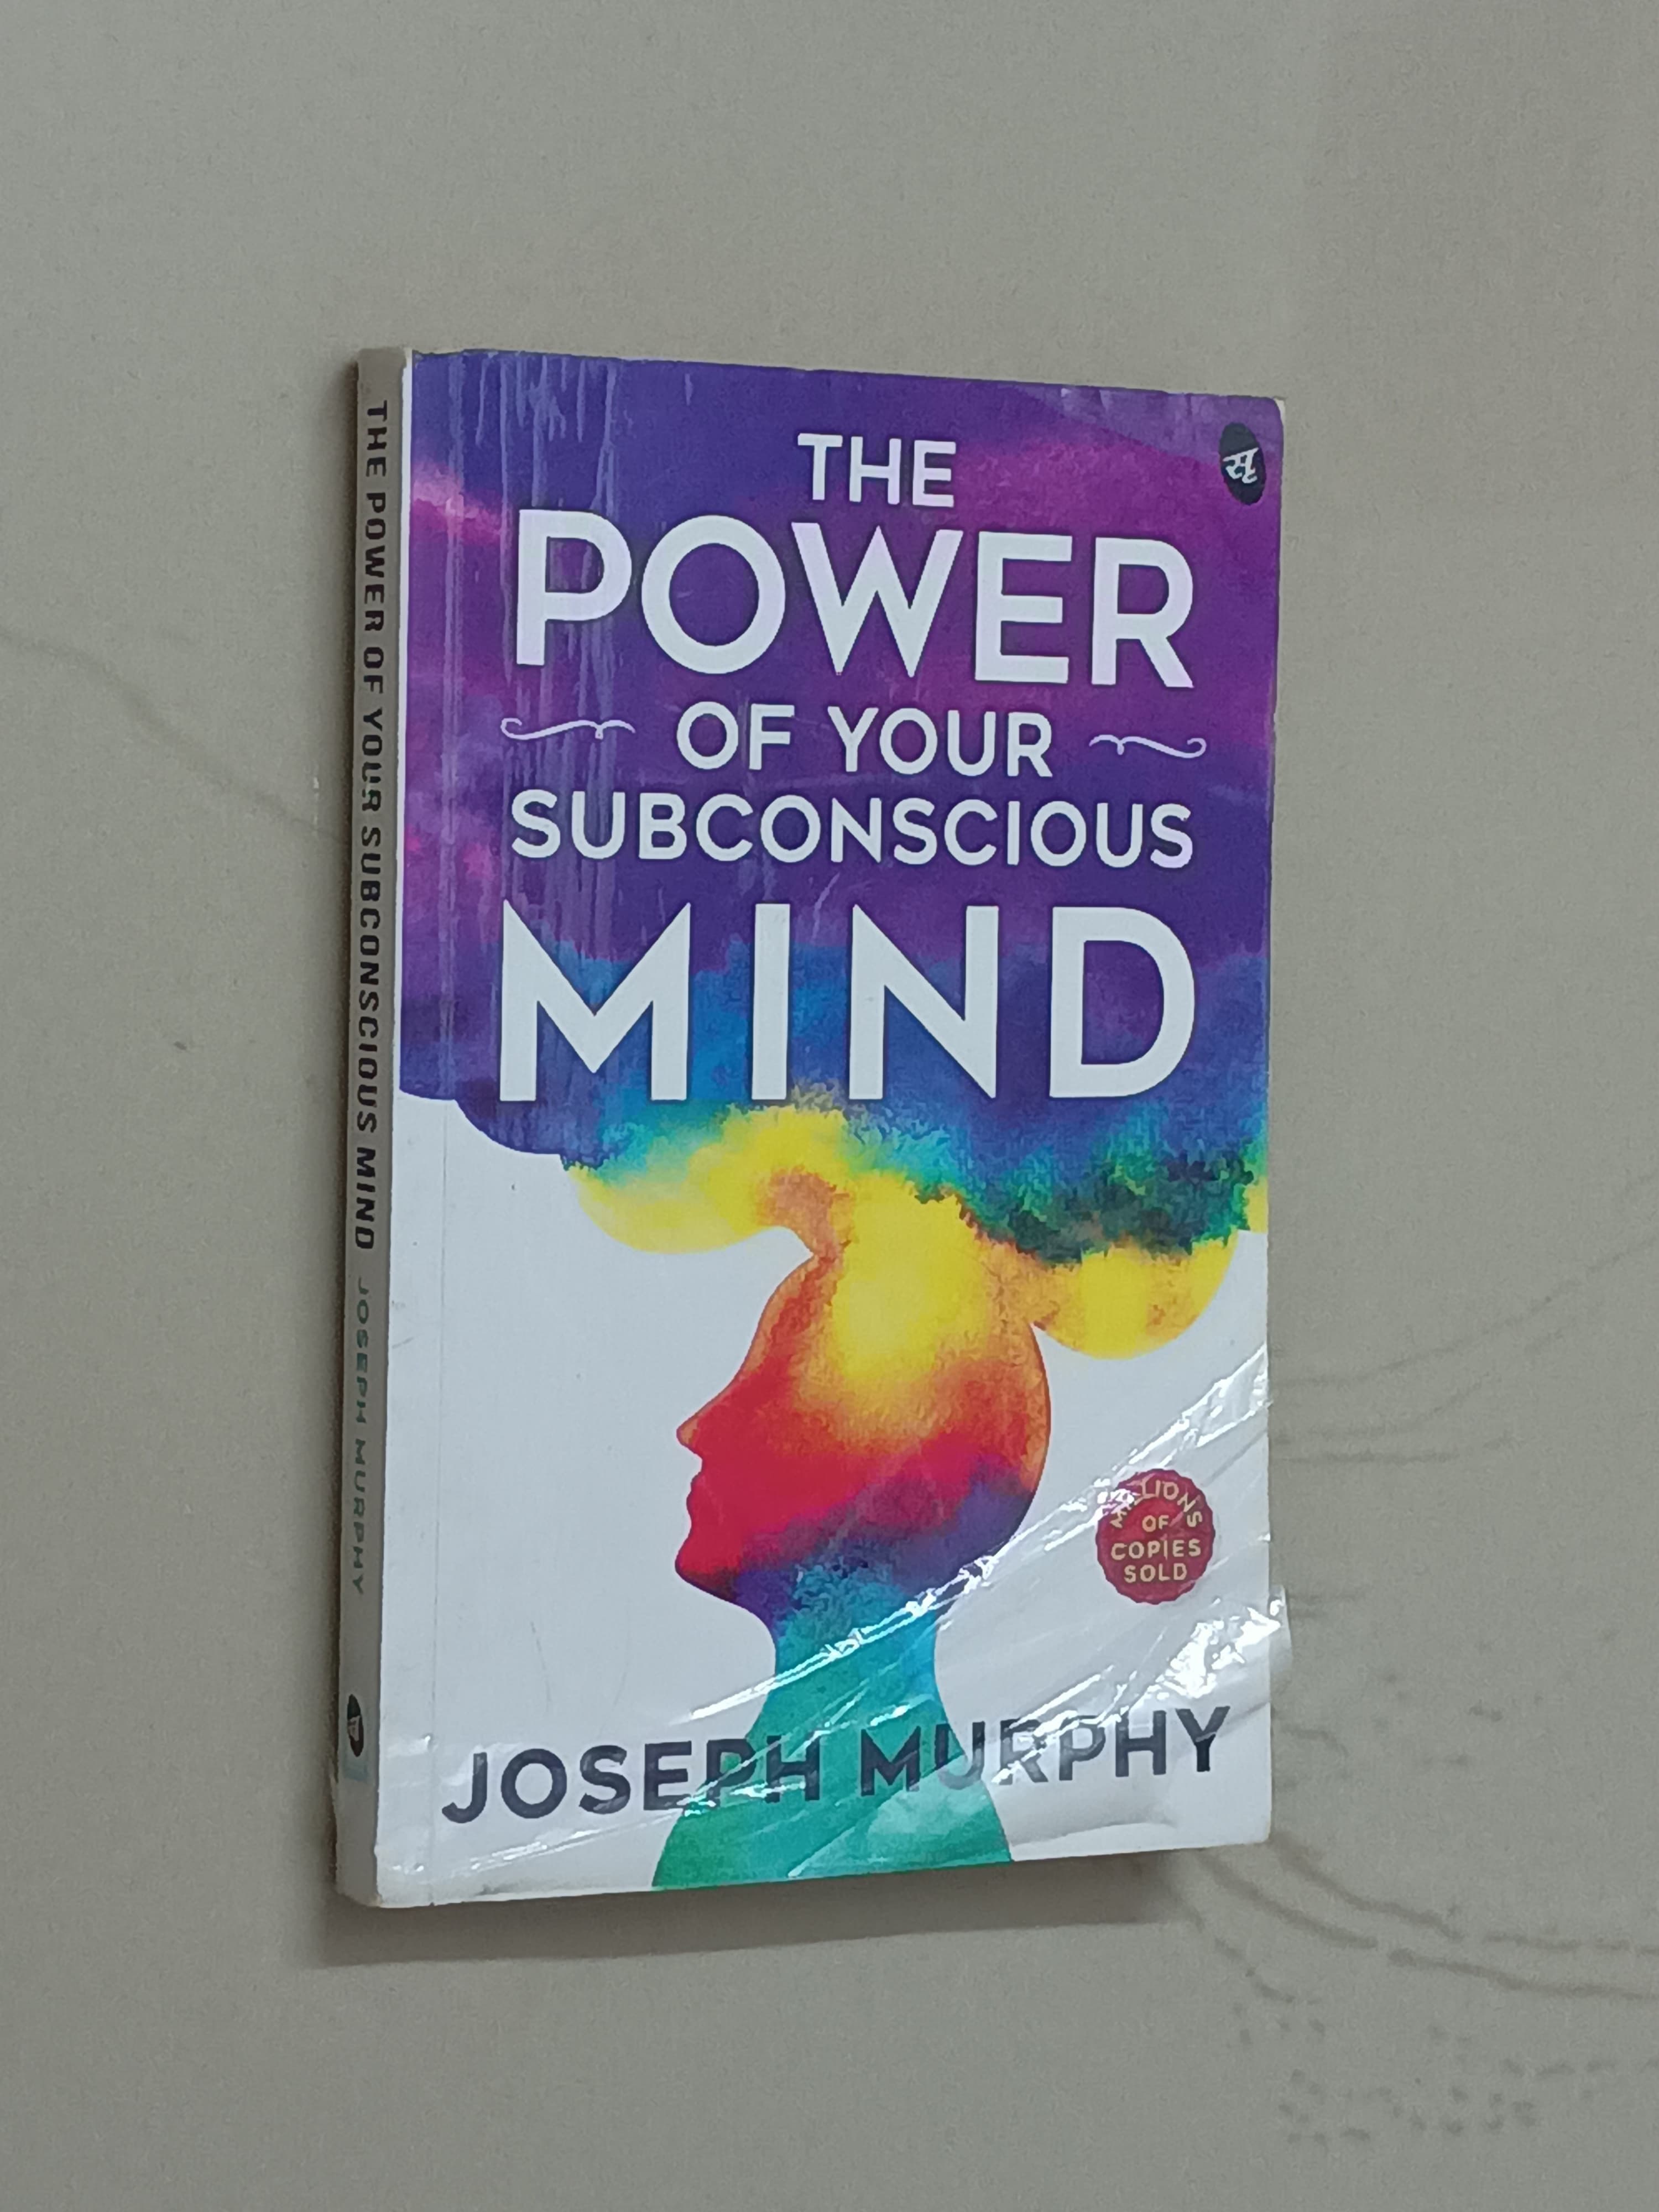 THE
POWER
OF YOUR
SUBCONSCIOUS
MIND
MILLIONS
OF
COPIES
SOLD
JOSEPH MURPHY
THE POWER OF YOUR SUBCONSCIOUS MIND JOSEPH MURPHY